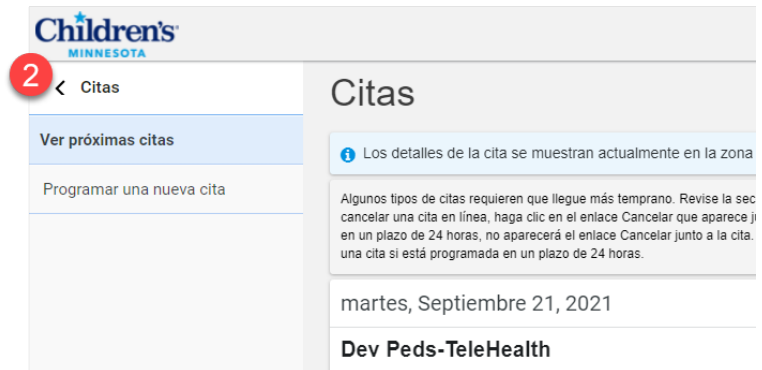 Children's
MINNESOTA
2
Citas
Ver próximas citas
Programar una nueva cita
Citas
Los detalles de la cita se muestran actualmente en la zona
Algunos tipos de citas requieren que llegue más temprano. Revise la sec
cancelar una cita en línea, haga clic en el enlace Cancelar que aparece j
en un plazo de 24 horas, no aparecerá el enlace Cancelar junto a la cita.
una cita si está programada en un plazo de 24 horas.
martes, Septiembre 21, 2021
Dev Peds-TeleHealth